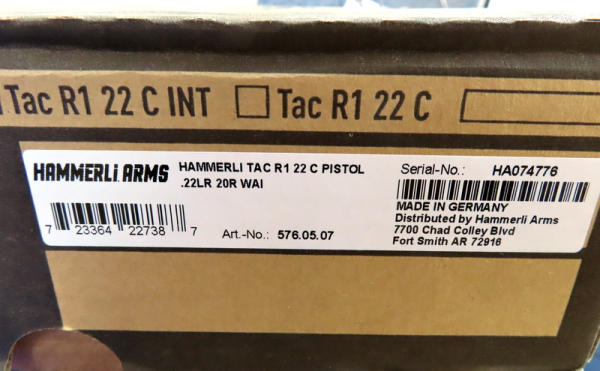 Tac R1 22 C INT Tac R1 22 C
HAMMERLI ARMS
HAMMERLI TAC R1 22 C PISTOL
.22LR 20R WAI
7 23364 22738 7
Art.-No.: 576.05.07
Serial-No.: HA074776
MADE IN GERMANY
Distributed by Hammerli Arms
7700 Chad Colley Blvd
Fort Smith AR 72916